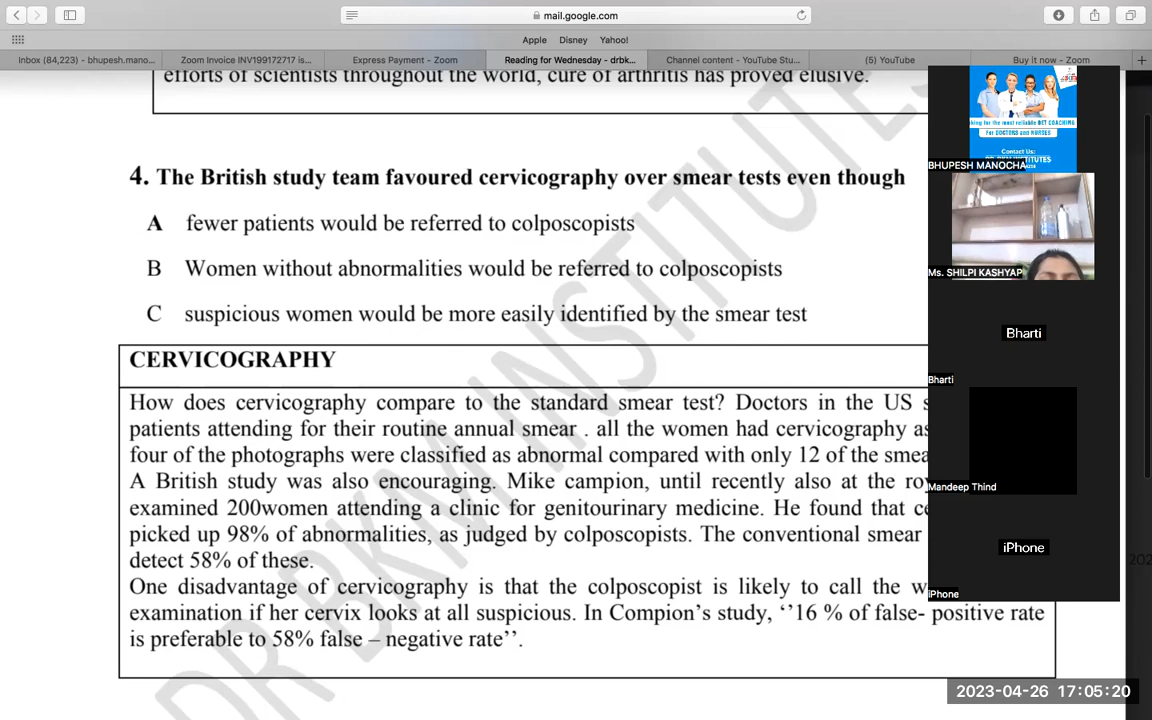 mail.google.com
Apple Disney Yahoo!
Inbox (84,223) - bhupesh.mano... Zoom Invoice INV199172717 is... Express Payment - Zoom Reading for Wednesday - drbk... Channel content - YouTube Stu... (5) YouTube Buy it now - Zoom
efforts of scientists throughout the world, cure of arthritis has proved elusive.
4. The British study team favoured cervicography over smear tests even though
A fewer patients would be referred to colposcopists
B Women without abnormalities would be referred to colposcopists
C suspicious women would be more easily identified by the smear test
CERVICOGRAPHY
How does cervicography compare to the standard smear test? Doctors in the US s
patients attending for their routine annual smear . all the women had cervicography as
four of the photographs were classified as abnormal compared with only 12 of the smea
A British study was also encouraging. Mike campion, until recently also at the ro
examined 200women attending a clinic for genitourinary medicine. He found that ce
picked up 98% of abnormalities, as judged by colposcopists. The conventional smear
detect 58% of these.
One disadvantage of cervicography is that the colposcopist is likely to call the w
examination if her cervix looks at all suspicious. In Compion's study, ‘‘16 % of false- positive rate
is preferable to 58% false – negative rate’’.
DR BKM INSTITUTES
For DOCTORS and NURSES
Contact Us:
BHUPESH MANOCHA
Ms. SHILPI KASHYAP
Bharti
Bharti
Mandeep Thind
iPhone
iPhone
2023-04-26 17:05:20